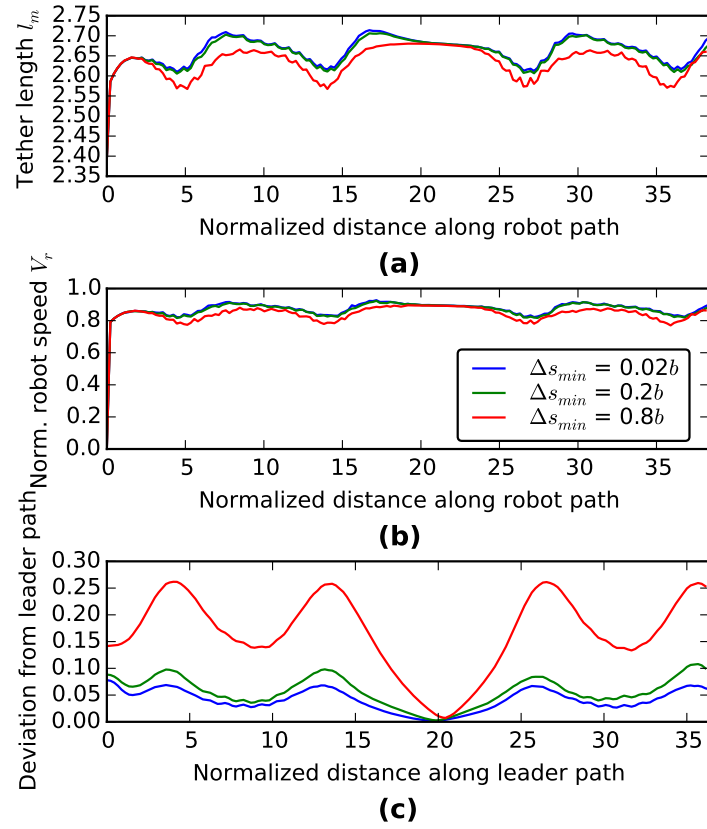 Tether length l_m
2.75
2.70
2.65
2.60
2.55
2.50
2.45
2.40
2.35
0 5 10 15 20 25 30 35
Normalized distance along robot path
(a)
Norm. robot speed V_r
1.0
0.8
0.6
0.4
0.2
0.0
Δs_min = 0.02b
Δs_min = 0.2b
Δs_min = 0.8b
0 5 10 15 20 25 30 35
Normalized distance along robot path
(b)
Deviation from leader path
0.30
0.25
0.20
0.15
0.10
0.05
0.00
0 5 10 15 20 25 30 35
Normalized distance along leader path
(c)